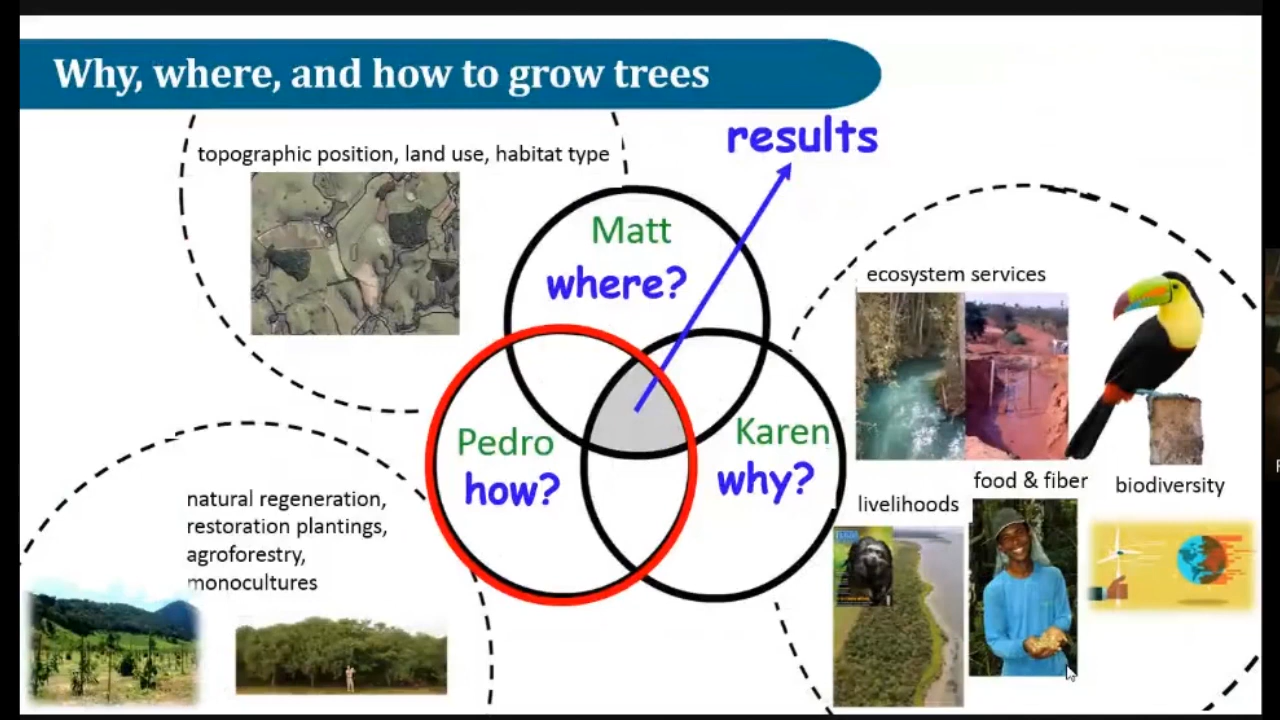 Why, where, and how to grow trees
results
topographic position, land use, habitat type
Matt
where?
ecosystem services
Pedro
how?
Karen
why?
natural regeneration,
restoration plantings,
agroforestry,
monocultures
livelihoods
food & fiber
biodiversity